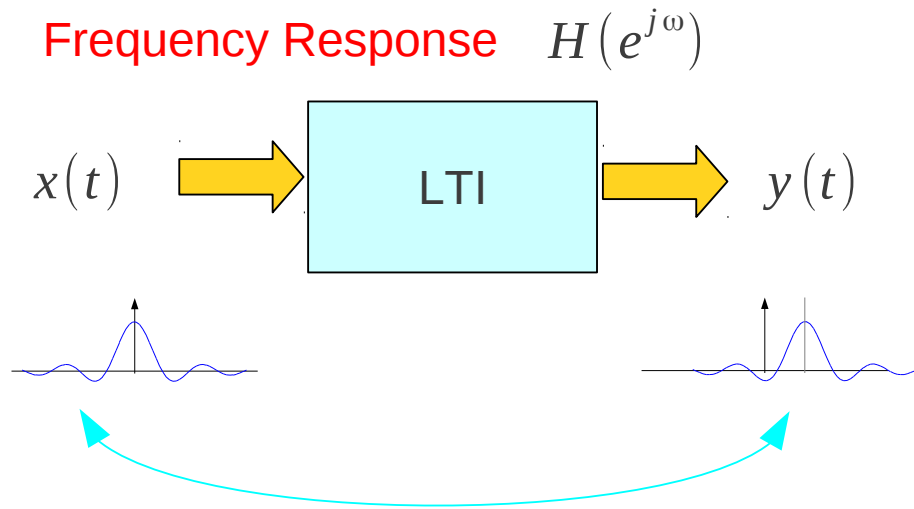 Frequency Response H(e^{jω})
x(t) LTI y(t)